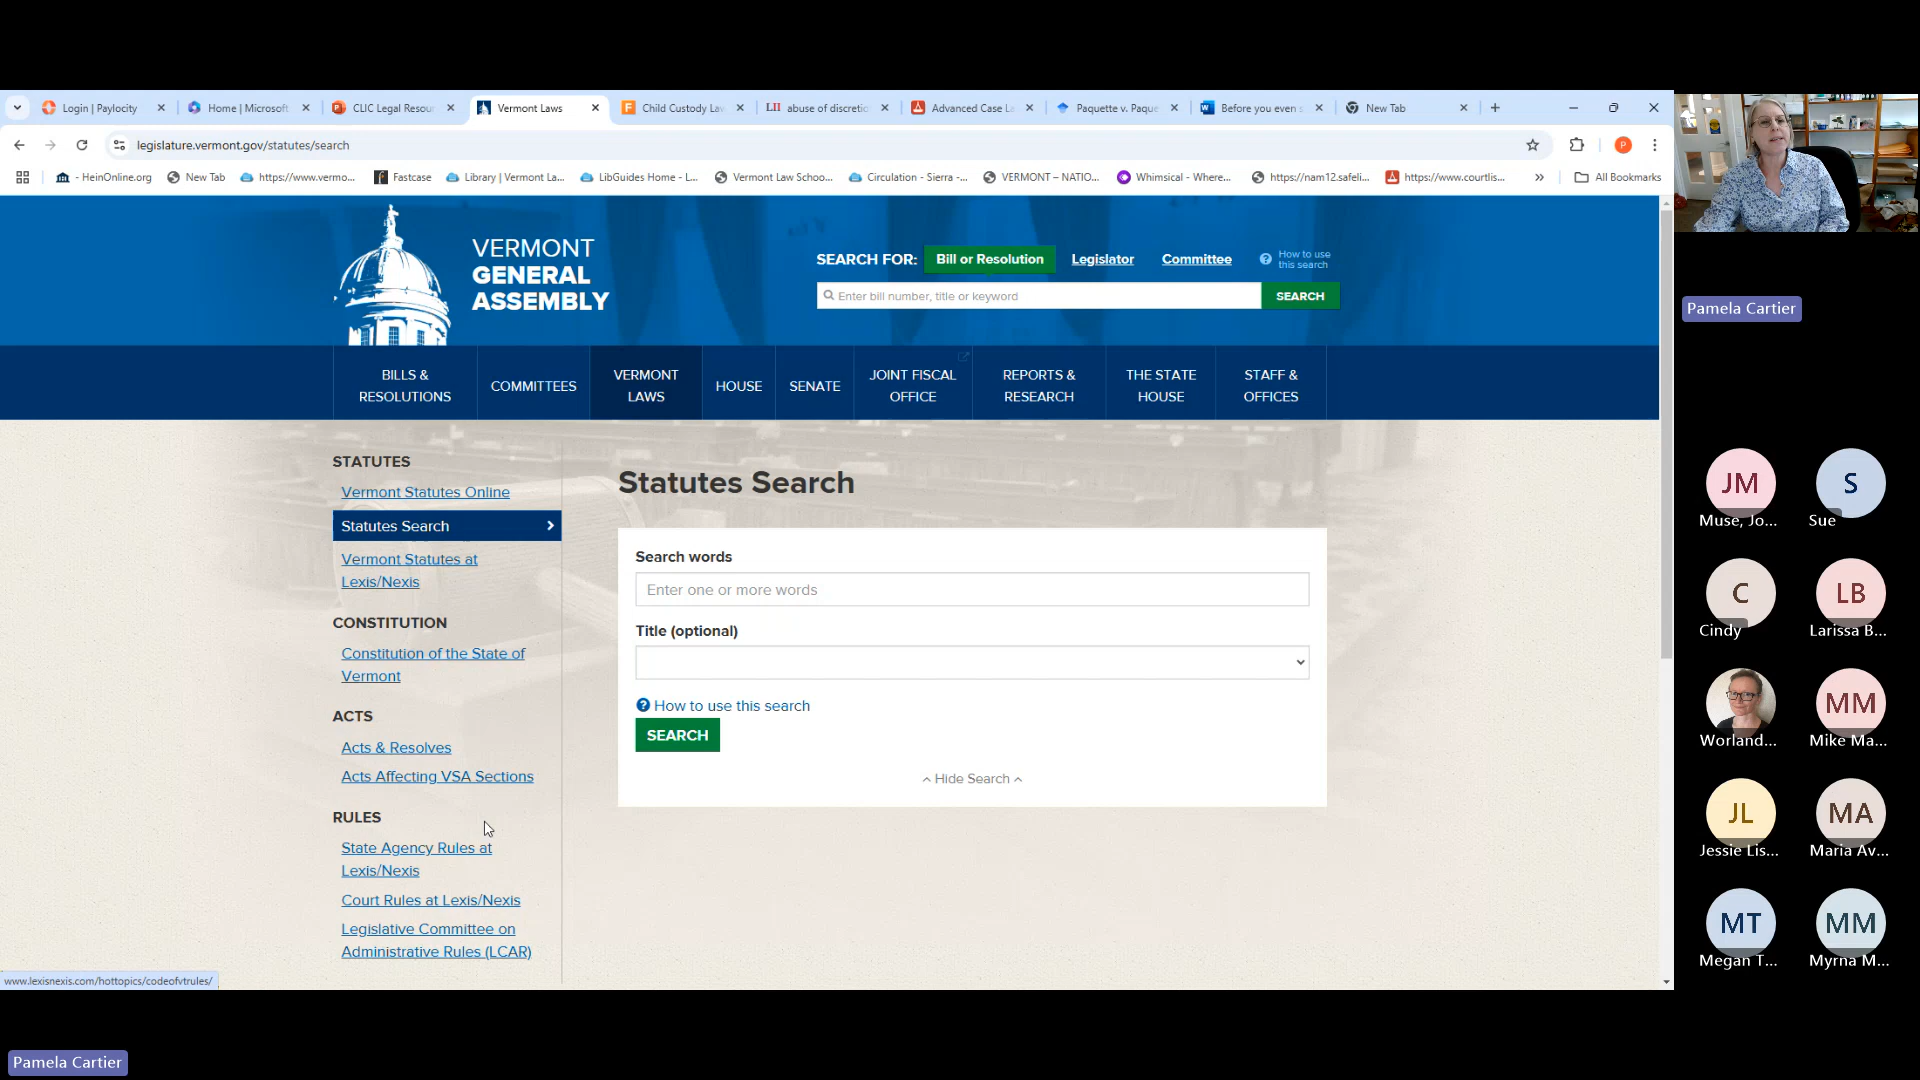 Login | Paylocity
Home | Microsoft
CLIC Legal Resou
Vermont Laws
Child Custody La
LII abuse of discretio
Advanced Case L
Paquette v. Paque
Before you even s
New Tab
legislature.vermont.gov/statutes/search
P
- HeinOnline.org
New Tab
https://www.vermo...
Fastcase
Library | Vermont La...
LibGuides Home - L...
Vermont Law Schoo...
Circulation - Sierra -...
VERMONT – NATIO...
Whimsical - Where...
https://nam12.safeli...
https://www.courtlis...
All Bookmarks
VERMONT
GENERAL
ASSEMBLY
SEARCH FOR: Bill or Resolution Legislator Committee
How to use
this search
Enter bill number, title or keyword
SEARCH
BILLS &
RESOLUTIONS
COMMITTEES
VERMONT
LAWS
HOUSE
SENATE
JOINT FISCAL
OFFICE
REPORTS &
RESEARCH
THE STATE
HOUSE
STAFF &
OFFICES
STATUTES
Vermont Statutes Online
Statutes Search
Vermont Statutes at
Lexis/Nexis
CONSTITUTION
Constitution of the State of
Vermont
ACTS
Acts & Resolves
Acts Affecting VSA Sections
RULES
State Agency Rules at
Lexis/Nexis
Court Rules at Lexis/Nexis
Legislative Committee on
Administrative Rules (LCAR)
Statutes Search
Search words
Enter one or more words
Title (optional)
How to use this search
SEARCH
Hide Search
www.lexisnexis.com/hottopics/codeofvtrules/
Pamela Cartier
JM
Muse, Jo...
S
Sue
C
Cindy
LB
Larissa B...
Worland...
MM
Mike Ma...
JL
Jessie Lis...
MA
Maria Av...
MT
Megan T...
MM
Myrna M...
Pamela Cartier